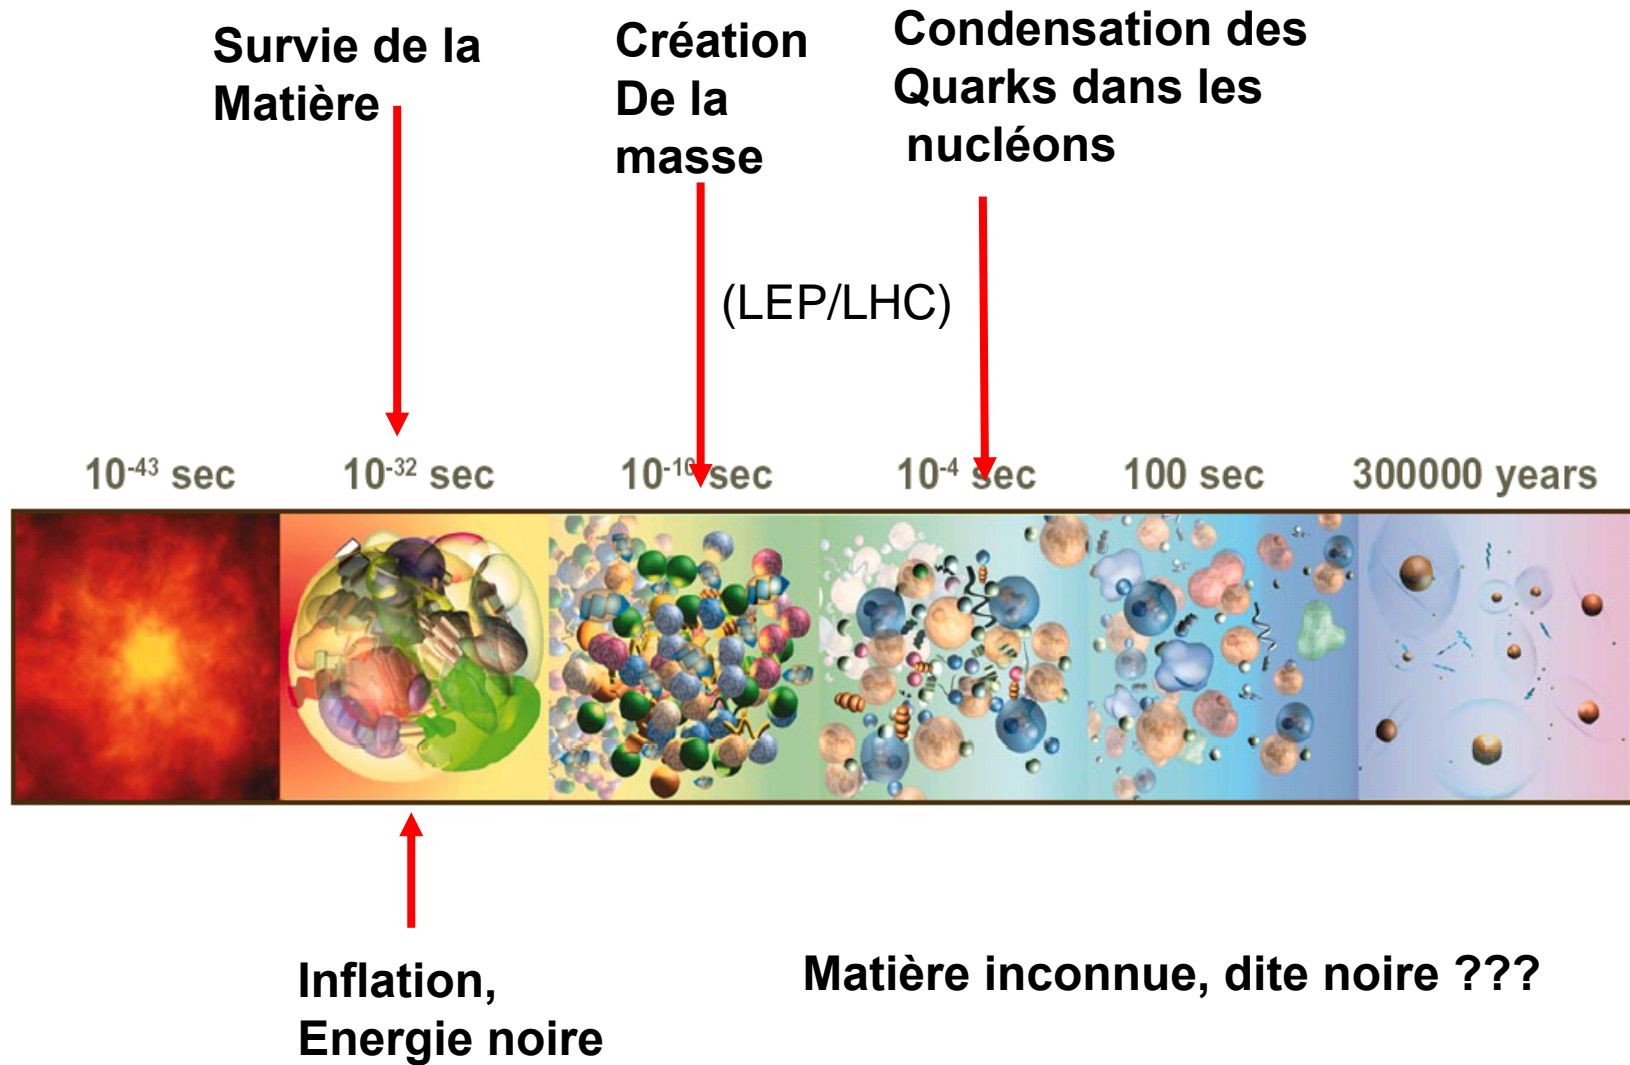 Survie de la
Matière
Création
De la
masse
Condensation des
Quarks dans les
nucléons
(LEP/LHC)
10-43 sec
10-32 sec
10-10 sec
10-4 sec
100 sec
300000 years
Inflation,
Energie noire
Matière inconnue, dite noire ???